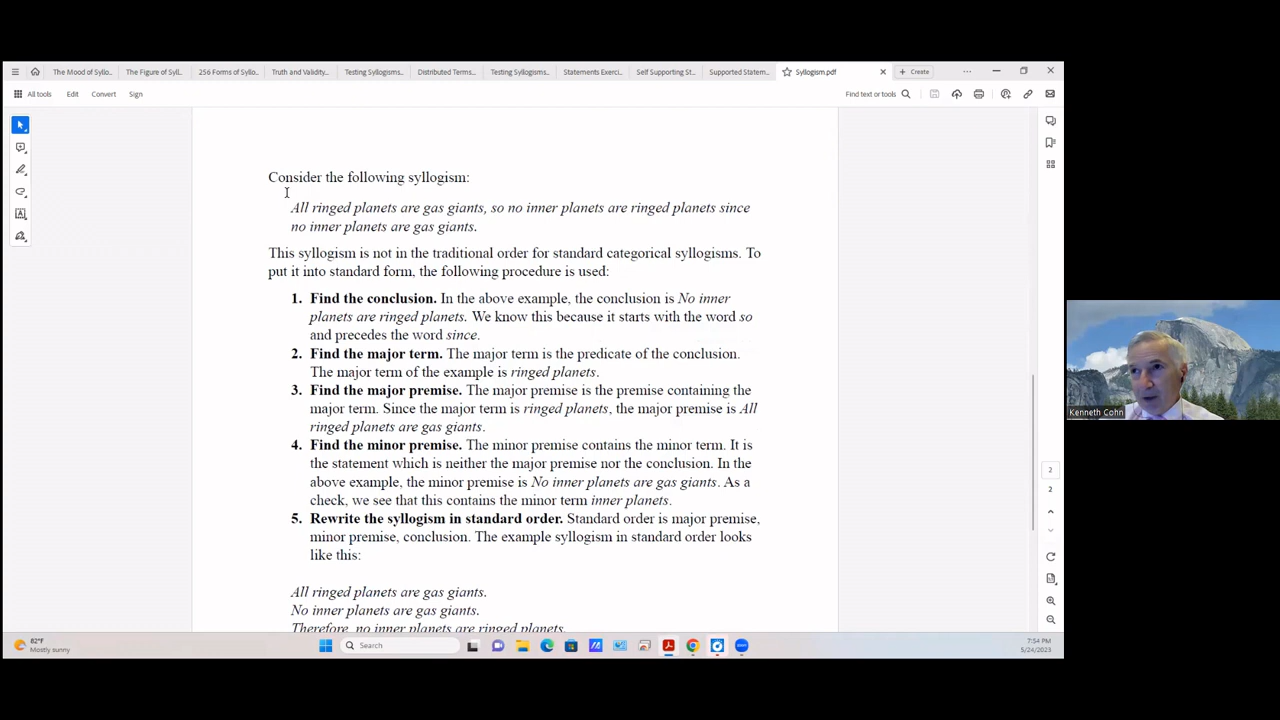 The Mood of Syllo...
The Figure of Syll...
256 Forms of Syllo...
Truth and Validity...
Testing Syllogisms...
Distributed Terms...
Testing Syllogisms...
Statements Exerci...
Self Supporting St...
Supported Statem...
Syllogism.pdf
Create
All tools
Edit
Convert
Sign
Find text or tools
Consider the following syllogism:
All ringed planets are gas giants, so no inner planets are ringed planets since
no inner planets are gas giants.
This syllogism is not in the traditional order for standard categorical syllogisms. To
put it into standard form, the following procedure is used:
1. Find the conclusion. In the above example, the conclusion is No inner
planets are ringed planets. We know this because it starts with the word so
and precedes the word since.
2. Find the major term. The major term is the predicate of the conclusion.
The major term of the example is ringed planets.
3. Find the major premise. The major premise is the premise containing the
major term. Since the major term is ringed planets, the major premise is All
ringed planets are gas giants.
4. Find the minor premise. The minor premise contains the minor term. It is
the statement which is neither the major premise nor the conclusion. In the
above example, the minor premise is No inner planets are gas giants. As a
check, we see that this contains the minor term inner planets.
5. Rewrite the syllogism in standard order. Standard order is major premise,
minor premise, conclusion. The example syllogism in standard order looks
like this:
All ringed planets are gas giants.
No inner planets are gas giants.
Therefore, no inner planets are ringed planets.
2
2
Kenneth Cohn
82°F
Mostly sunny
Search
7:54 PM
5/24/2023